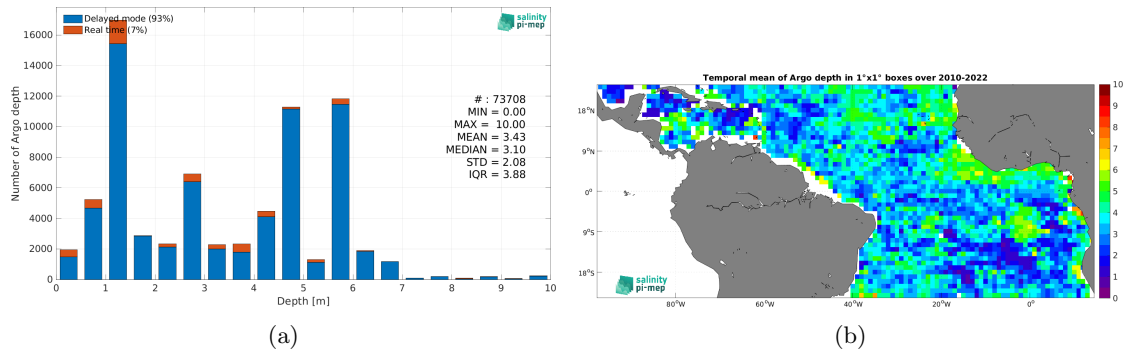 Delayed mode (93%)
Real time (7%)
salinity
pi-mep
16000
14000
12000
10000
8000
6000
4000
2000
0
Number of Argo depth
# : 73708
MIN = 0.00
MAX = 10.00
MEAN = 3.43
MEDIAN = 3.10
STD = 2.08
IQR = 3.88
0 1 2 3 4 5 6 7 8 9 10
Depth [m]
(a)
Temporal mean of Argo depth in 1°x1° boxes over 2010-2022
18°N
9°N
0°
9°S
18°S
80°W 60°W 40°W 20°W 0°
salinity
pi-mep
10
9
8
7
6
5
4
3
2
1
0
(b)